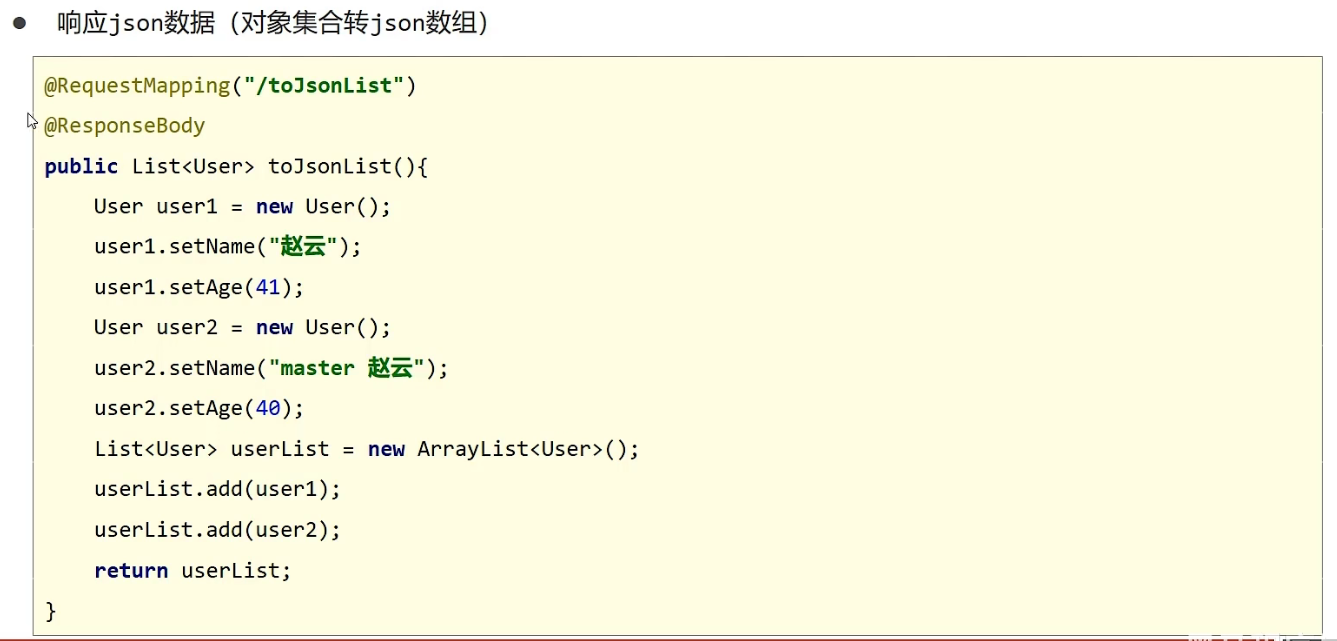 ● 响应json数据（对象集合转json数组）
@RequestMapping("/toJsonList")
@ResponseBody
public List<User> toJsonList(){
    User user1 = new User();
    user1.setName("赵云");
    user1.setAge(41);
    User user2 = new User();
    user2.setName("master 赵云");
    user2.setAge(40);
    List<User> userList = new ArrayList<User>();
    userList.add(user1);
    userList.add(user2);
    return userList;
}